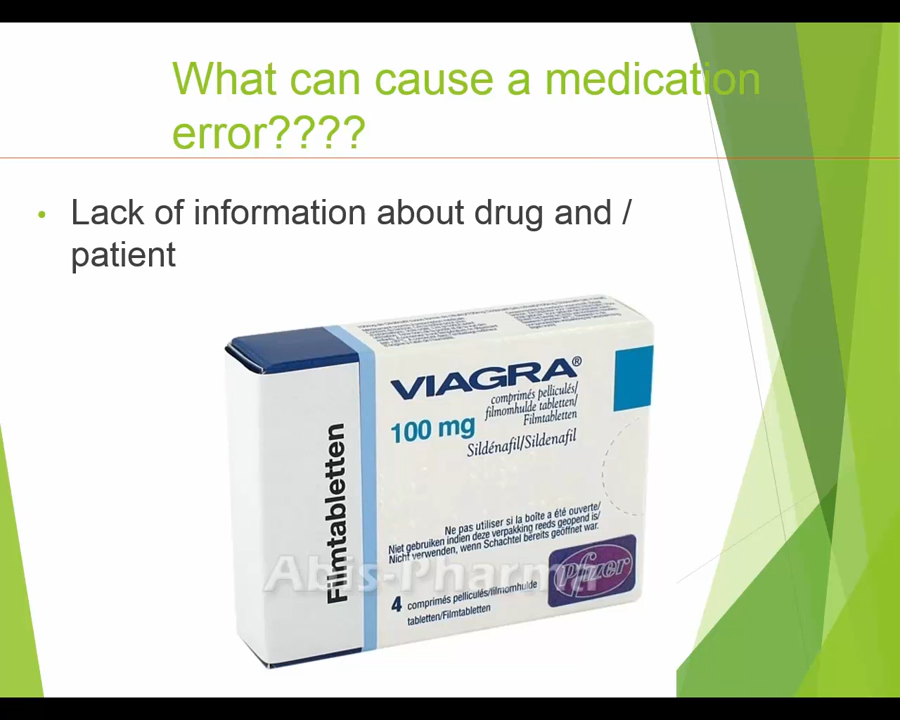 What can cause a medication
error????
• Lack of information about drug and /
patient
VIAGRA®
comprimés pelliculés/
filmomhulde tabletten/
Filmtabletten
100 mg
Sildénafil/Sildenafil
Filmtabletten
Ne pas utiliser si la boîte a été ouverte/
Niet gebruiken indien deze verpakking reeds geopend is/
Nicht verwenden, wenn Schachtel bereits geöffnet war.
Abis-Pharma
Pfizer
4 comprimés pelliculés/filmomhulde
tabletten/Filmtabletten